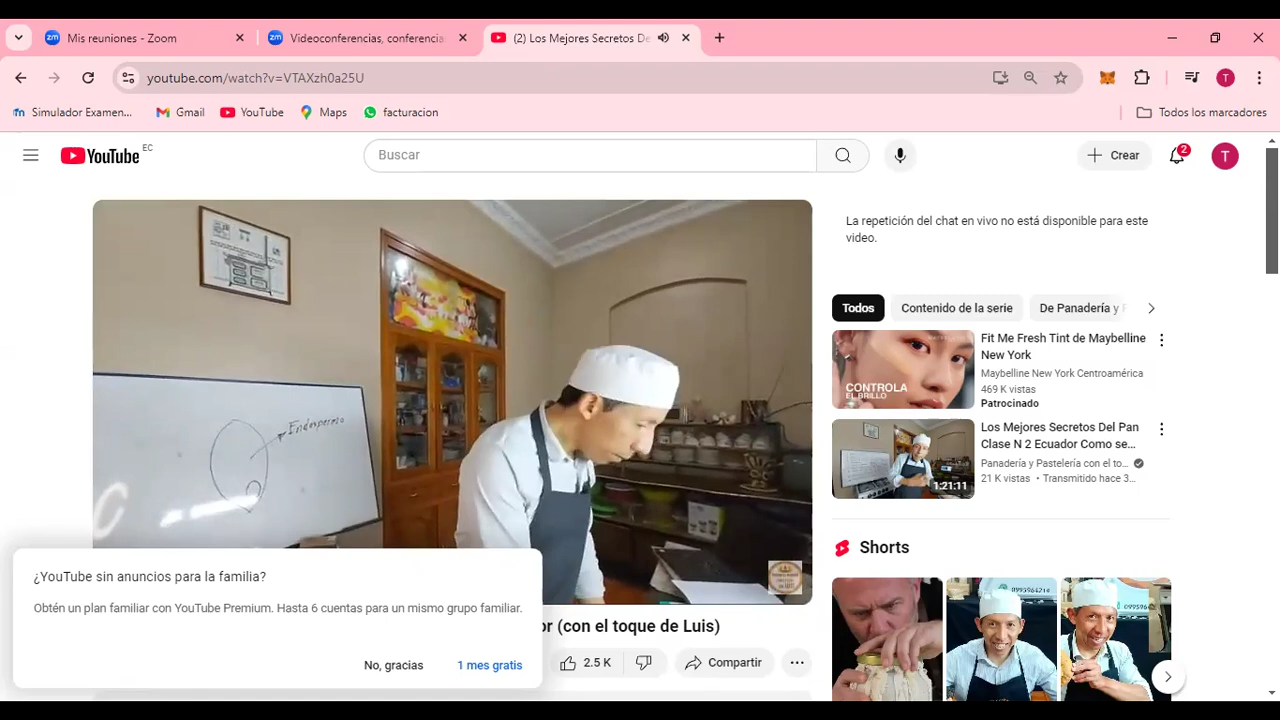 Mis reuniones - Zoom
Videoconferencias, conferencia
(2) Los Mejores Secretos De
youtube.com/watch?v=VTAXzh0a25U
Simulador Examen...
Gmail
YouTube
Maps
facturacion
Todos los marcadores
YouTube
EC
Buscar
Crear
2
T
La repetición del chat en vivo no está disponible para este
video.
Todos
Contenido de la serie
De Panadería y
Fit Me Fresh Tint de Maybelline
New York
Maybelline New York Centroamérica
469 K vistas
Patrocinado
CONTROLA
EL BRILLO
Los Mejores Secretos Del Pan
Clase N 2 Ecuador Como se...
Panadería y Pastelería con el to...
21 K vistas • Transmitido hace 3...
1:21:11
Endospermo
Shorts
0995964214
¿YouTube sin anuncios para la familia?
Obtén un plan familiar con YouTube Premium. Hasta 6 cuentas para un mismo grupo familiar.
No, gracias
1 mes gratis
or (con el toque de Luis)
2.5 K
Compartir